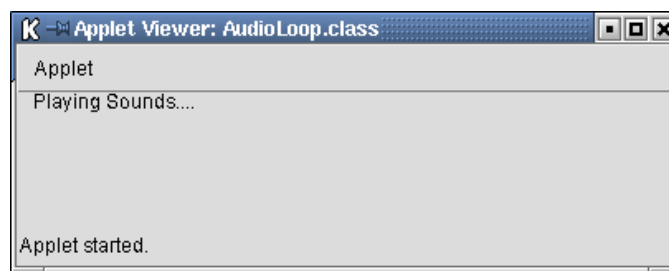 Applet Viewer: AudioLoop.class
Applet
Playing Sounds....
Applet started.